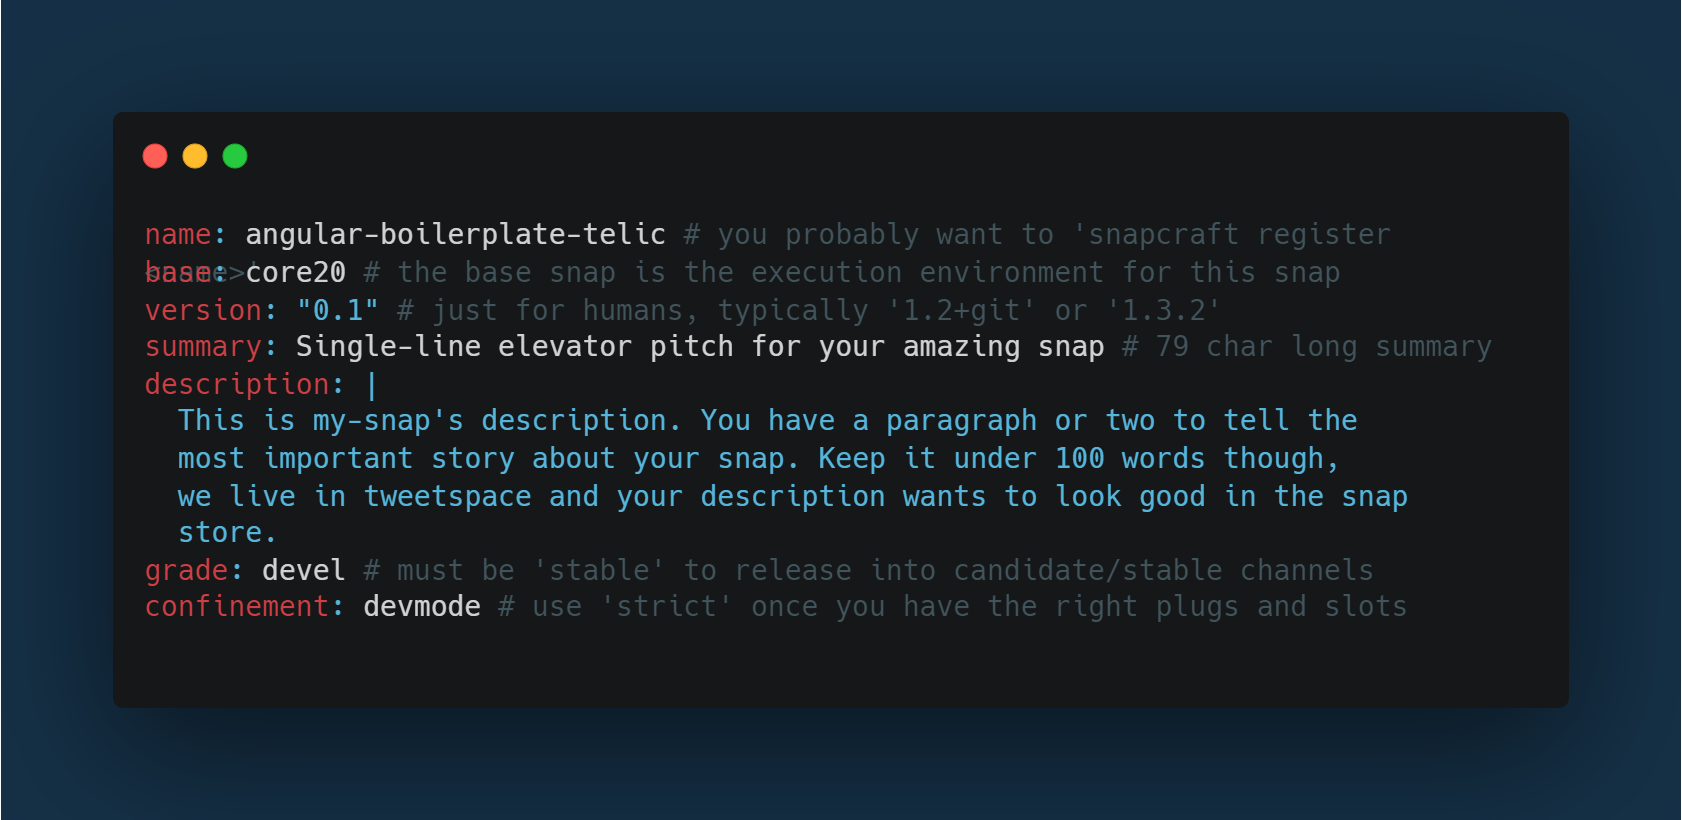 name: angular-boilerplate-telic # you probably want to 'snapcraft register
<name>'
base: core20 # the base snap is the execution environment for this snap
version: "0.1" # just for humans, typically '1.2+git' or '1.3.2'
summary: Single-line elevator pitch for your amazing snap # 79 char long summary
description: |
  This is my-snap's description. You have a paragraph or two to tell the
  most important story about your snap. Keep it under 100 words though,
  we live in tweetspace and your description wants to look good in the snap
  store.
grade: devel # must be 'stable' to release into candidate/stable channels
confinement: devmode # use 'strict' once you have the right plugs and slots